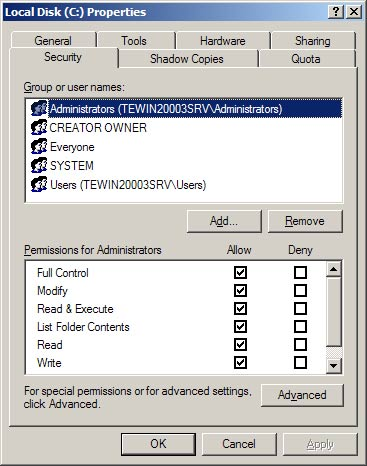 Local Disk (C:) Properties
General Tools Hardware Sharing
Security Shadow Copies Quota
Group or user names:
Administrators (TEWIN20003SRV\Administrators)
CREATOR OWNER
Everyone
SYSTEM
Users (TEWIN20003SRV\Users)
Add... Remove
Permissions for Administrators Allow Deny
Full Control
Modify
Read & Execute
List Folder Contents
Read
Write
For special permissions or for advanced settings,
click Advanced.
Advanced
OK Cancel Apply